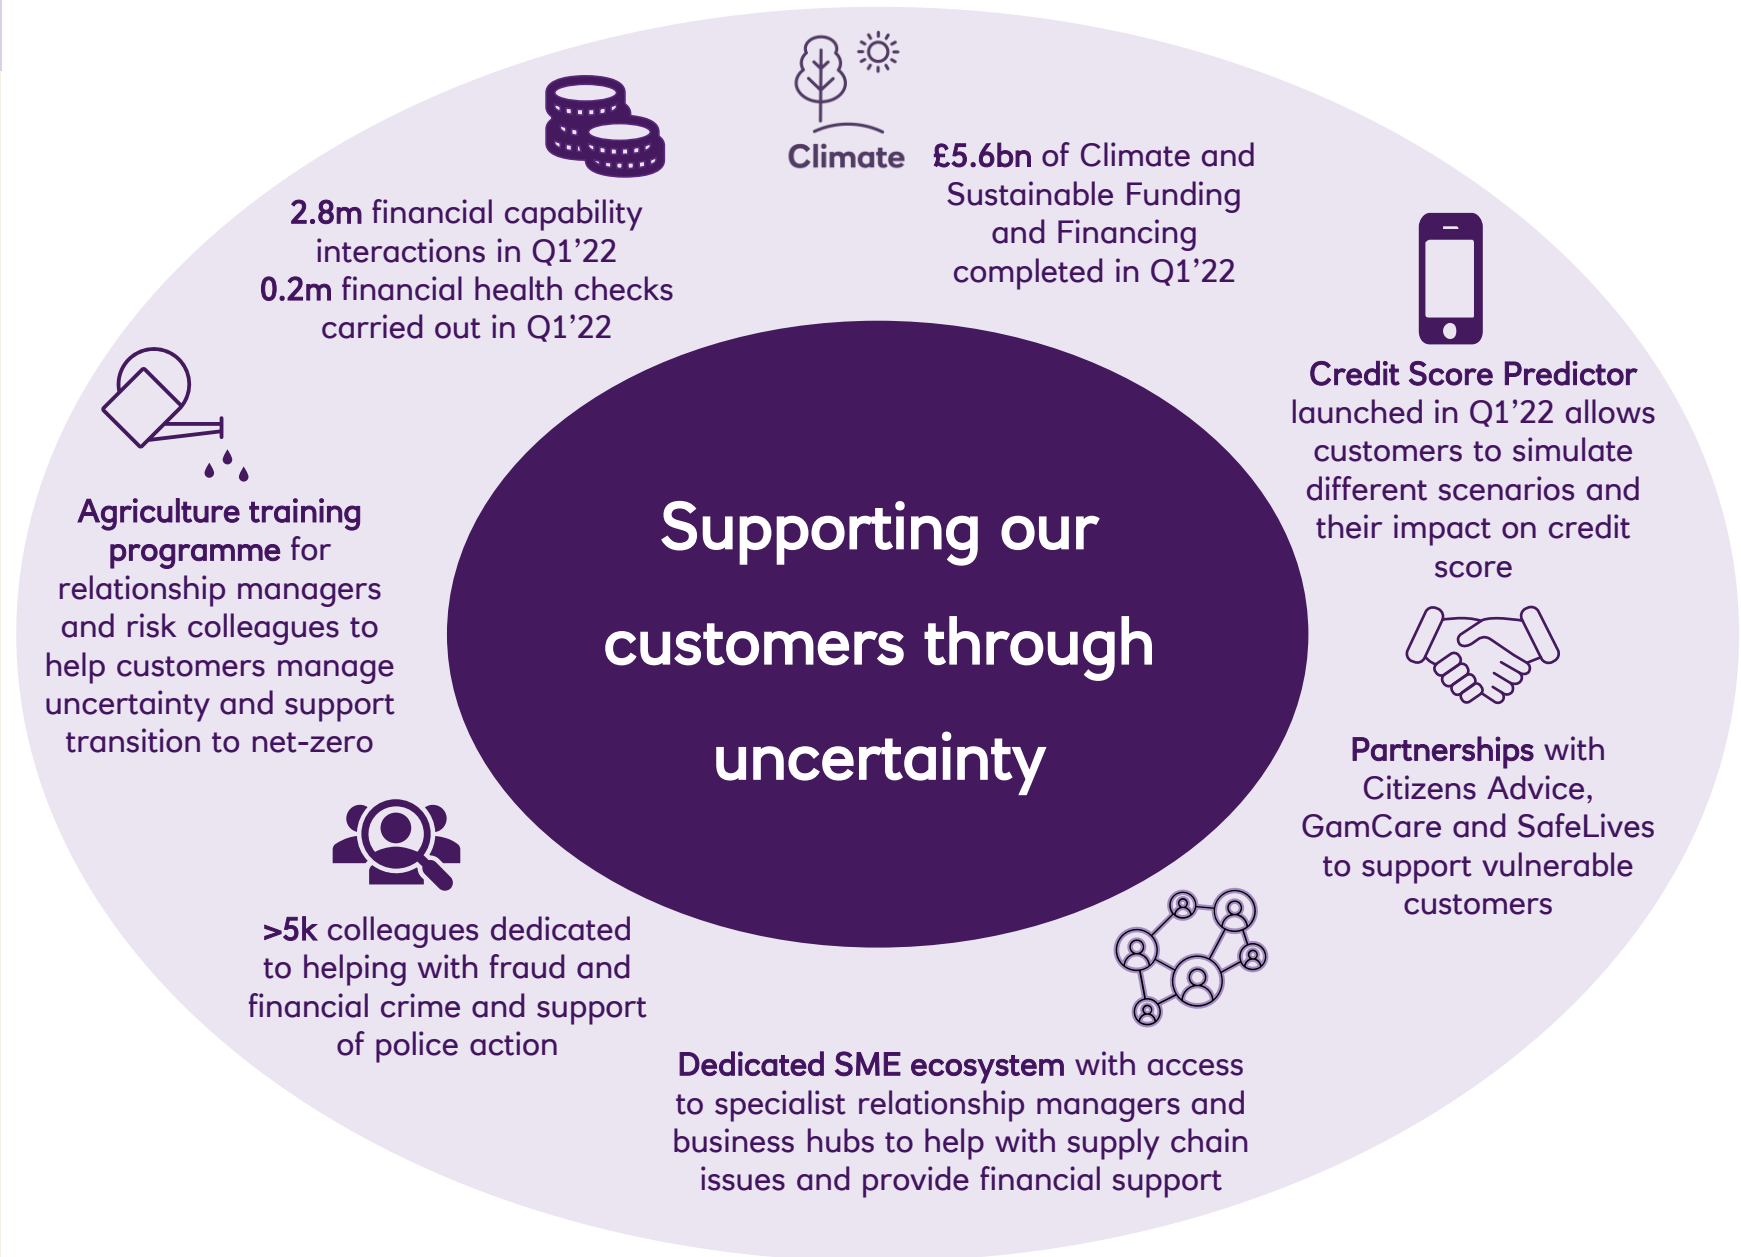 Climate
£5.6bn of Climate and
Sustainable Funding
and Financing
completed in Q1’22
2.8m financial capability
interactions in Q1’22
0.2m financial health checks
carried out in Q1’22
Credit Score Predictor
launched in Q1’22 allows
customers to simulate
different scenarios and
their impact on credit
score
Agriculture training
programme for
relationship managers
and risk colleagues to
help customers manage
uncertainty and support
transition to net-zero
Supporting our
customers through
uncertainty
Partnerships with
Citizens Advice,
GamCare and SafeLives
to support vulnerable
customers
>5k colleagues dedicated
to helping with fraud and
financial crime and support
of police action
Dedicated SME ecosystem with access
to specialist relationship managers and
business hubs to help with supply chain
issues and provide financial support